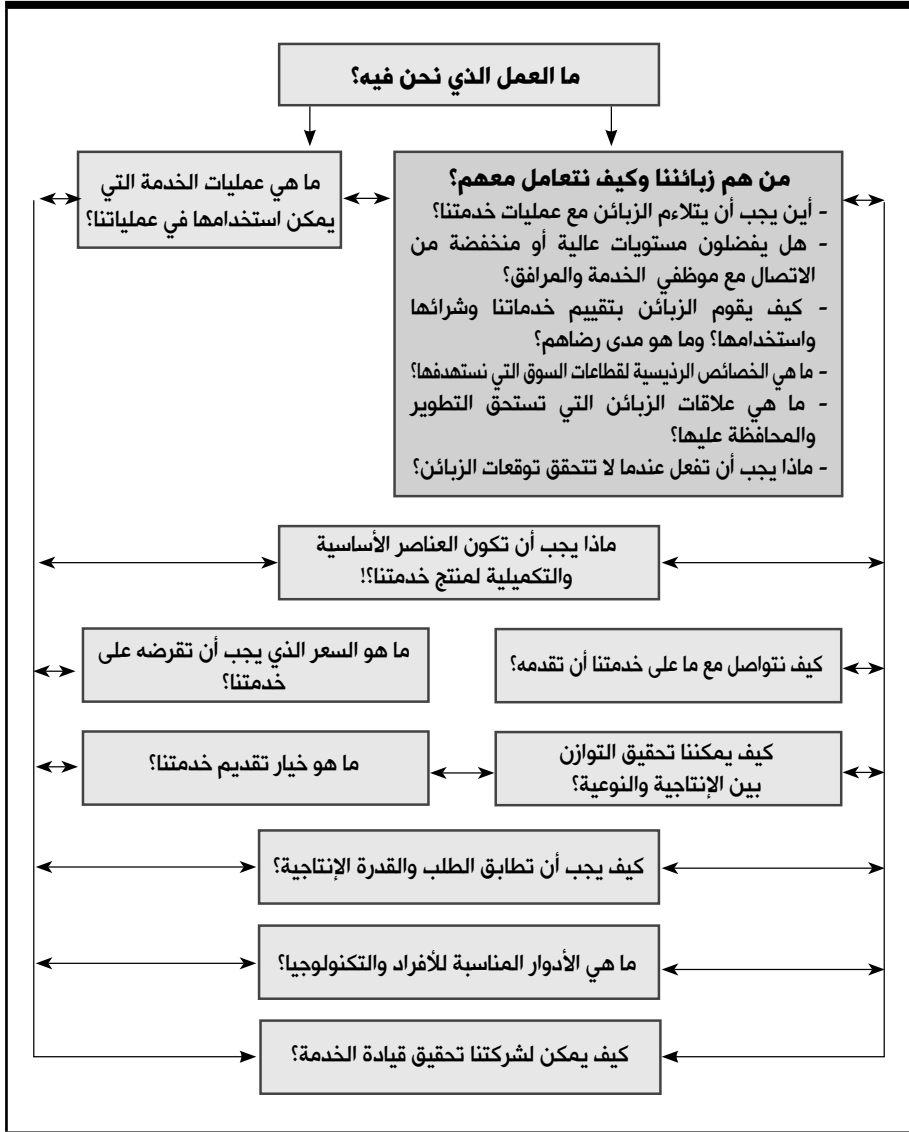 ما العمل الذي نحن فيه؟
من هم زبائننا وكيف نتعامل معهم؟
- أين يجب أن يتلاءم الزبائن مع عمليات خدمتنا؟
- هل يفضلون مستويات عالية أو منخفضة من
الاتصال مع موظفي الخدمة والمرافق؟
- كيف يقوم الزبائن بتقييم خدماتنا وشرائها
واستخدامها؟ وما هو مدى رضاهم؟
- ما هي الخصائص الرذيسية لقطاعات السوق التي نستهدفها؟
- ما هي علاقات الزبائن التي تستحق التطوير
والمحافظة عليها؟
- ماذا يجب أن تفعل عندما لا تتحقق توقعات الزبائن؟
ما هي عمليات الخدمة التي
يمكن استخدامها في عملياتنا؟
ماذا يجب أن تكون العناصر الأساسية
والتكميلية لمنتج خدمتنا؟!
كيف نتواصل مع ما على خدمتنا أن تقدمه؟
ما هو السعر الذي يجب أن تقرضه على
خدمتنا؟
كيف يمكننا تحقيق التوازن
بين الإنتاجية والنوعية؟
ما هو خيار تقديم خدمتنا؟
كيف يجب أن تطابق الطلب والقدرة الإنتاجية؟
ما هي الأدوار المناسبة للأفراد والتكنولوجيا؟
كيف يمكن لشركتنا تحقيق قيادة الخدمة؟